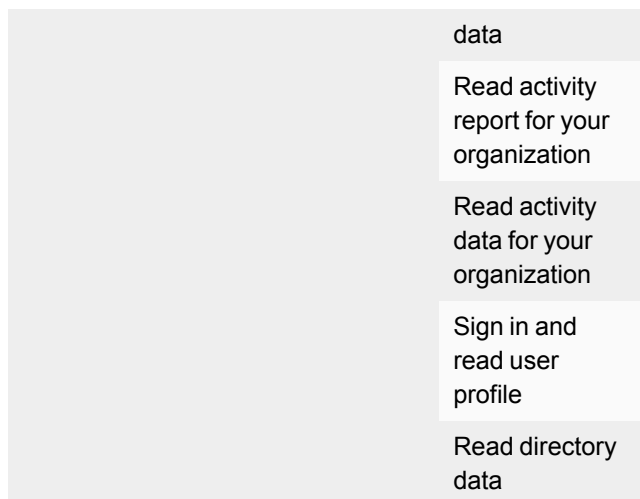 data
Read activity
report for your
organization
Read activity
data for your
organization
Sign in and
read user
profile
Read directory
data